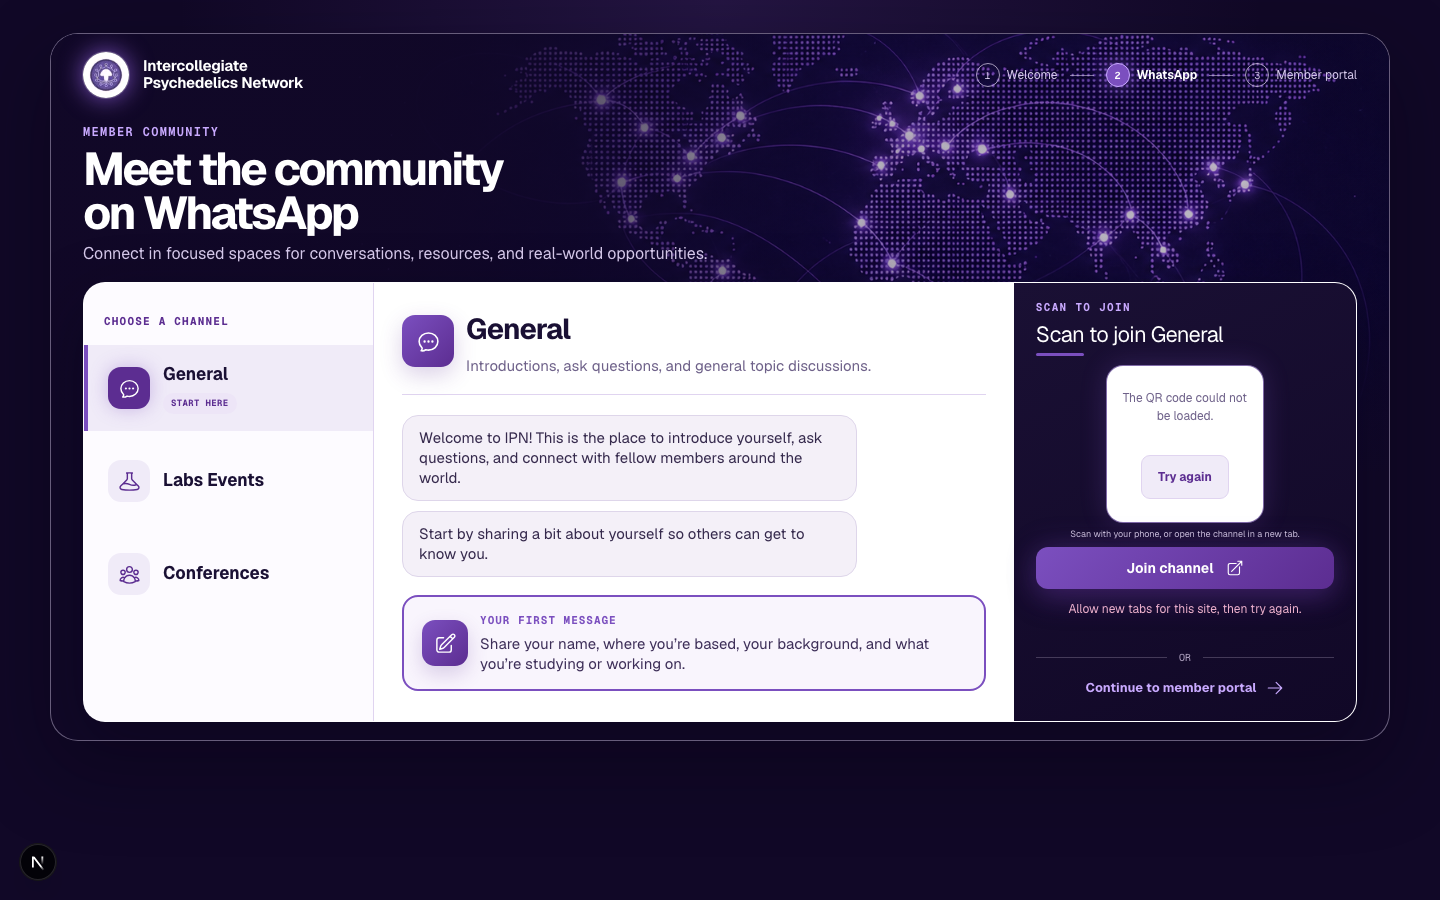 Intercollegiate
Psychedelics Network
1 Welcome
2 WhatsApp
3 Member portal
MEMBER COMMUNITY
Meet the community
on WhatsApp
Connect in focused spaces for conversations, resources, and real-world opportunities.
CHOOSE A CHANNEL
General
START HERE
Labs Events
Conferences
General
Introductions, ask questions, and general topic discussions.
Welcome to IPN! This is the place to introduce yourself, ask
questions, and connect with fellow members around the
world.
Start by sharing a bit about yourself so others can get to
know you.
YOUR FIRST MESSAGE
Share your name, where you’re based, your background, and what
you’re studying or working on.
SCAN TO JOIN
Scan to join General
The QR code could not
be loaded.
Try again
Scan with your phone, or open the channel in a new tab.
Join channel
Allow new tabs for this site, then try again.
OR
Continue to member portal
N